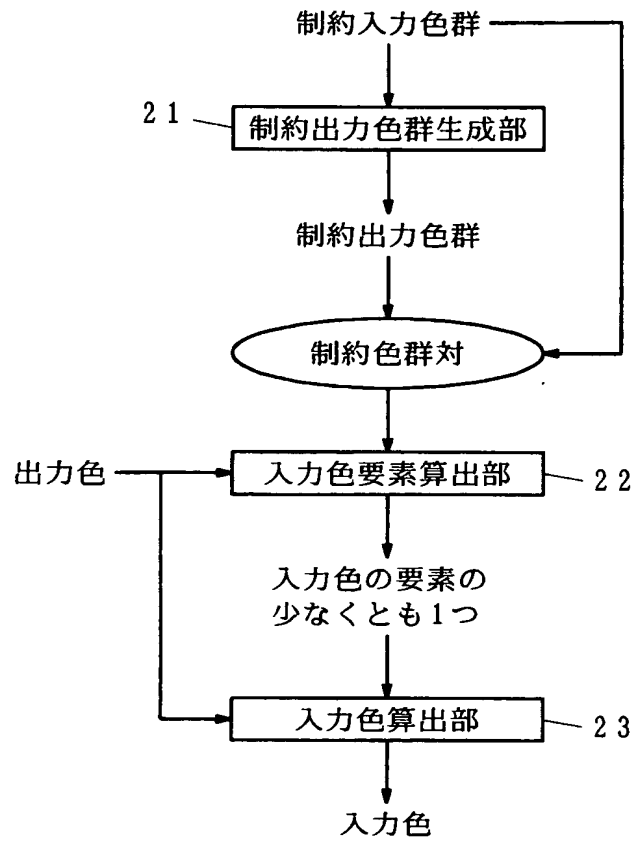 制約入力色群
21
制約出力色群生成部
制約出力色群
制約色群対
出力色
入力色要素算出部
22
入力色の要素の
少なくとも1つ
入力色算出部
23
入力色